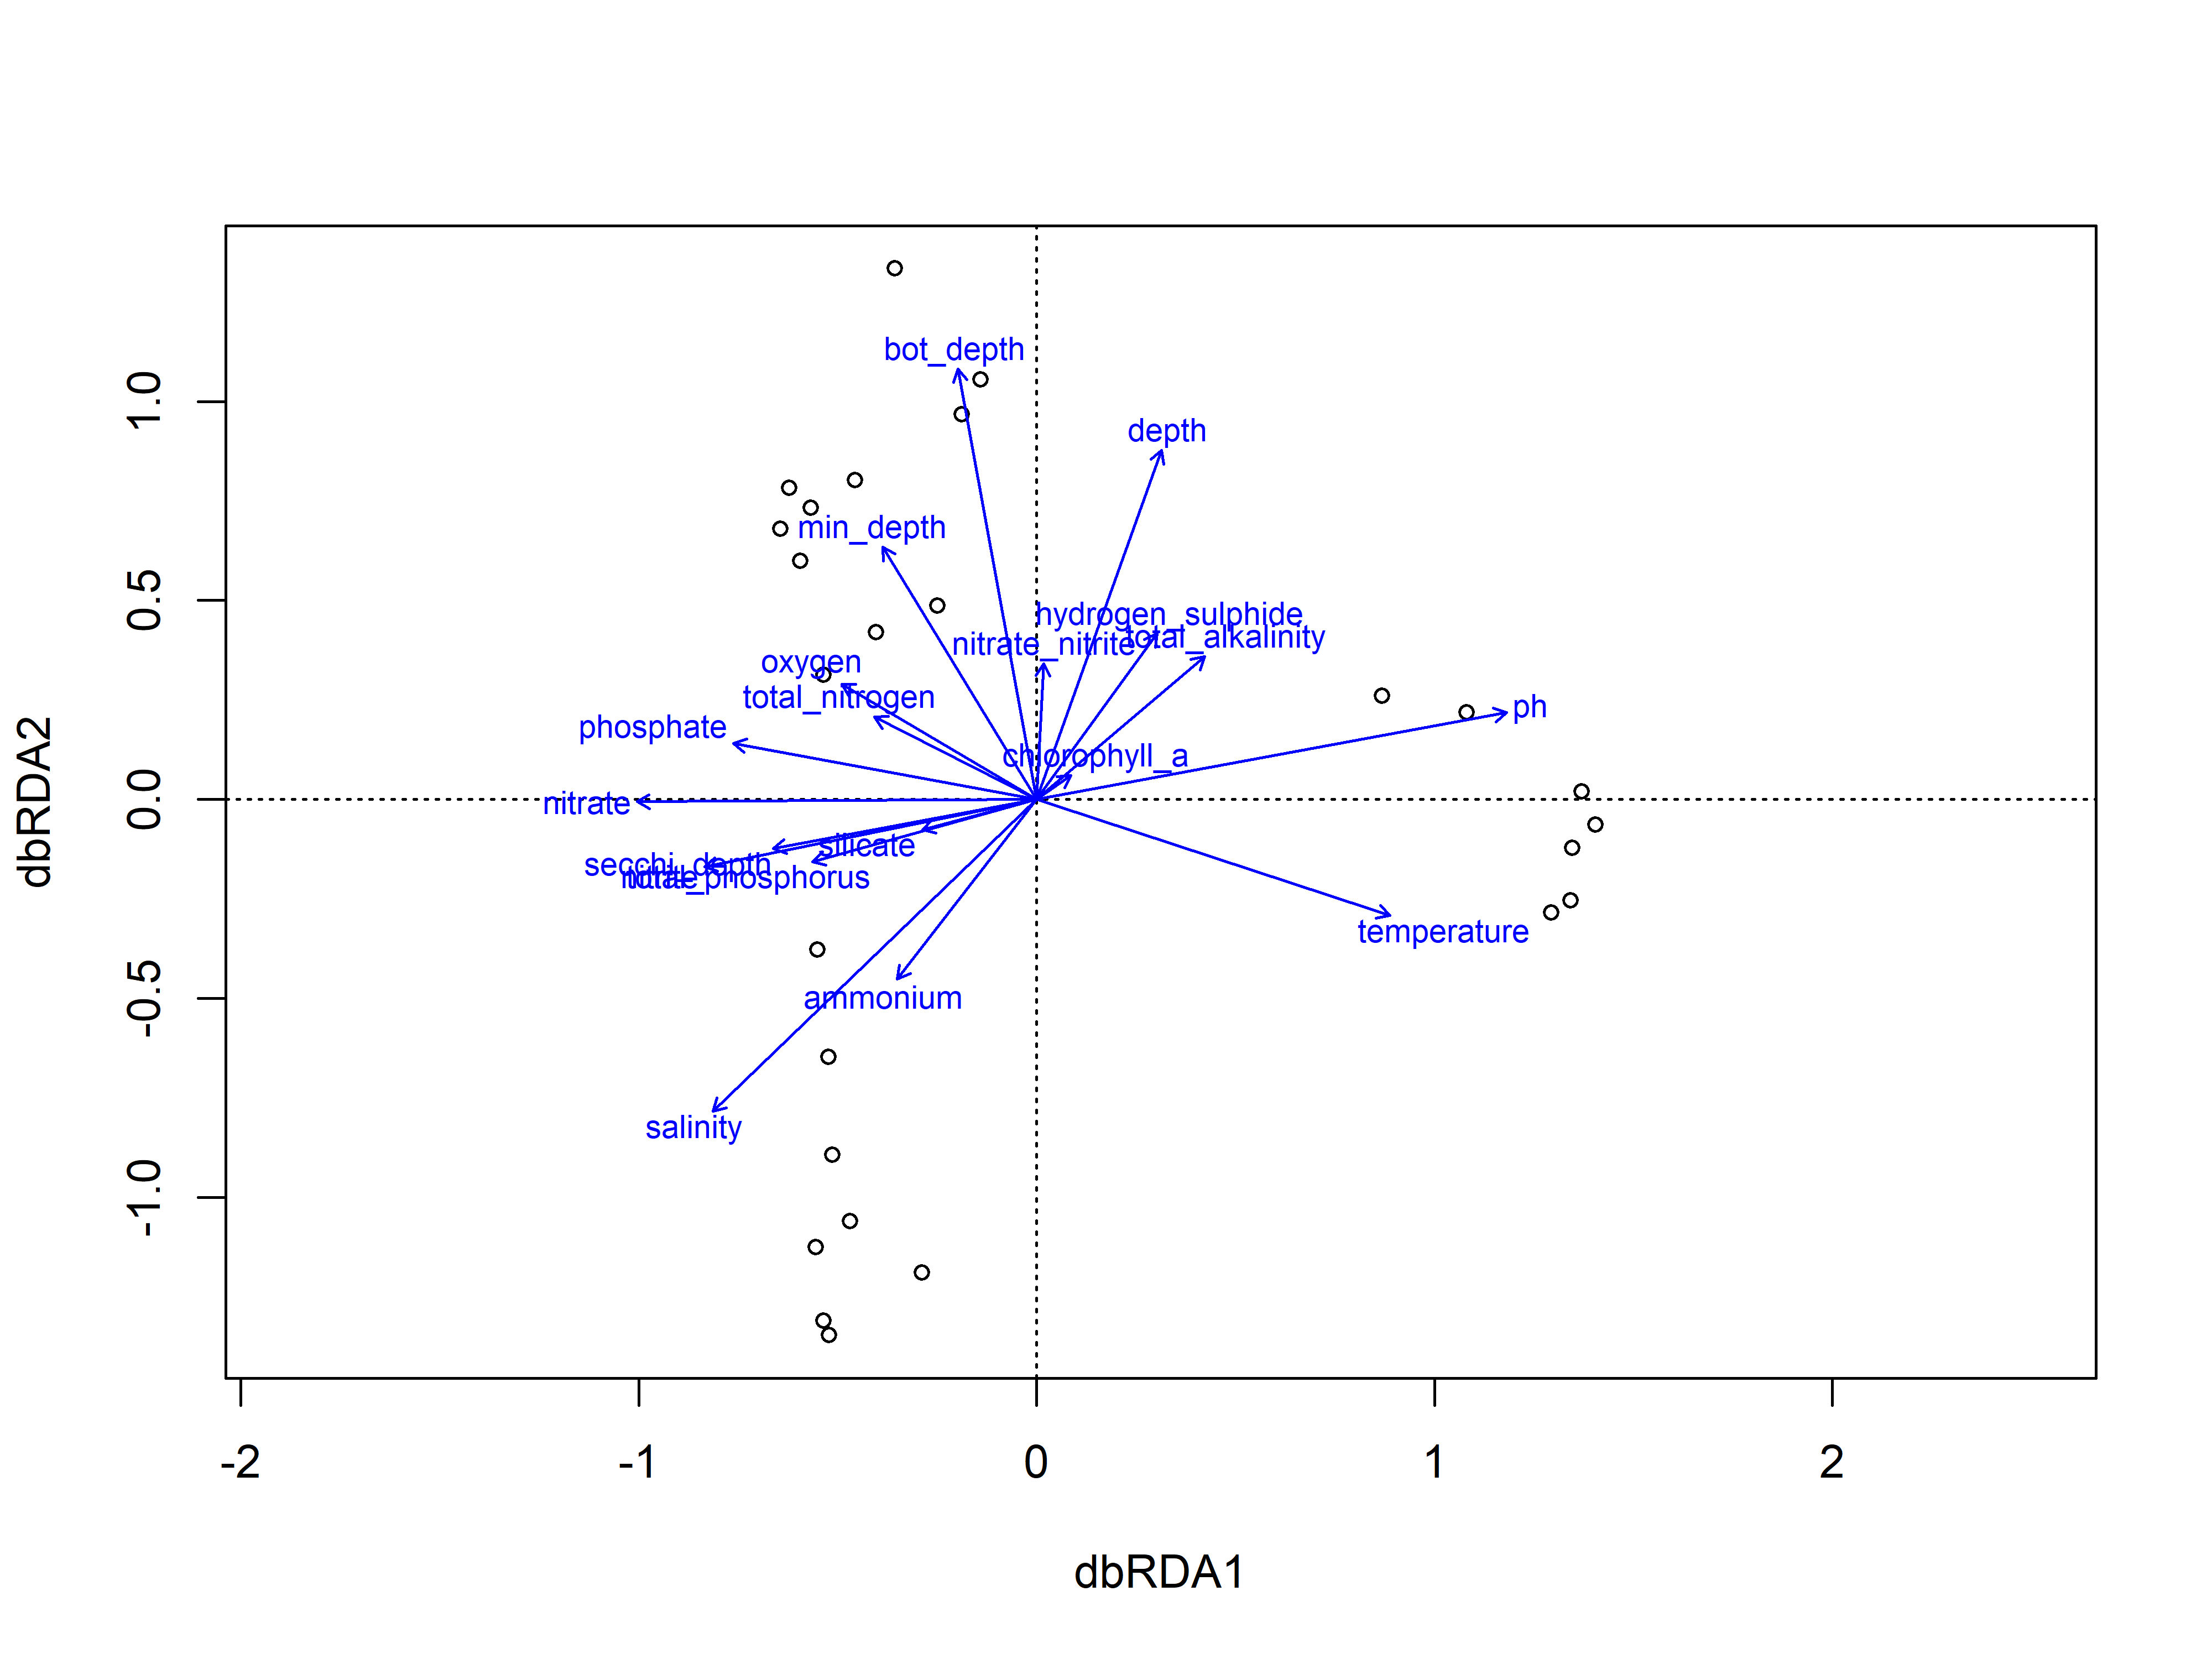 bot_depth
depth
min_depth
hydrogen_sulphide
nitrate_nitrite
total_alkalinity
oxygen
total_nitrogen
phosphate
ph
chlorophyll_a
nitrate
silicate
secchi_depth
nitrite
total_phosphorus
temperature
ammonium
salinity
1.0
0.5
0.0
-0.5
-1.0
dbRDA2
-2
-1
0
1
2
dbRDA1